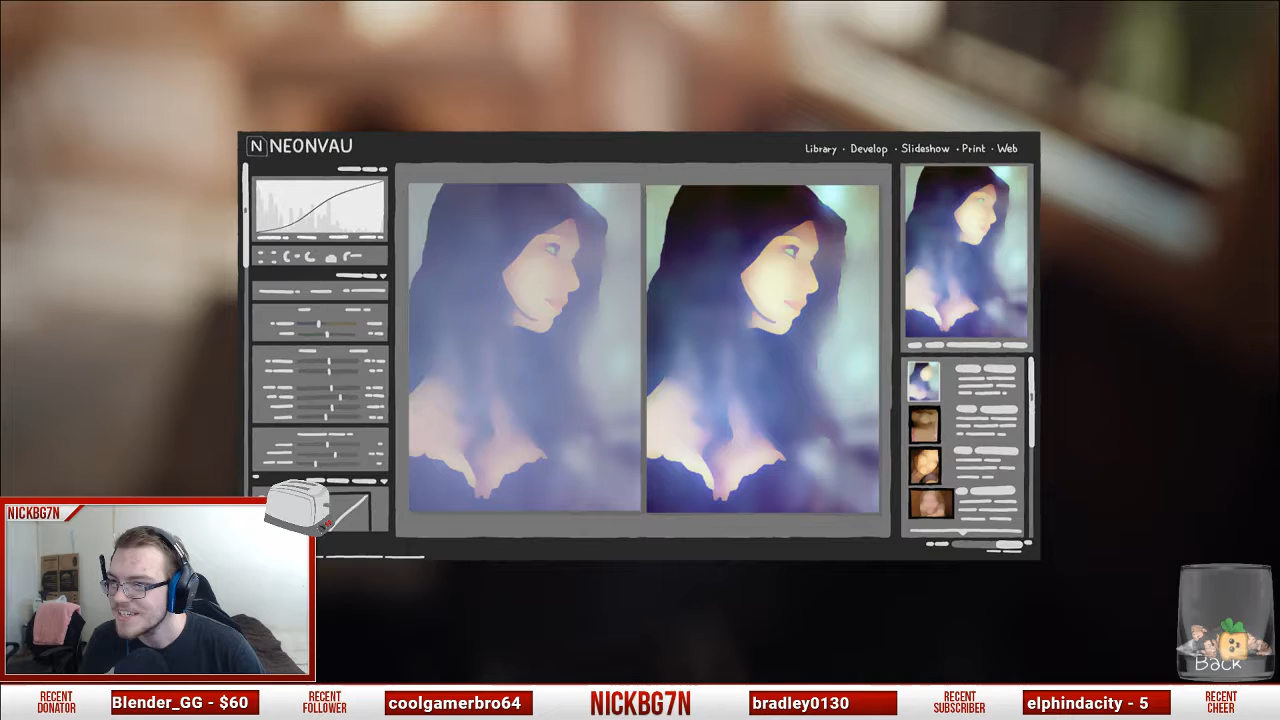 N NEONVAU
Library · Develop · Slideshow · Print · Web
NICKBG7N
Back
RECENT DONATOR
Blender_GG - $60
RECENT FOLLOWER
coolgamerbro64
NICKBG7N
bradley0130
RECENT SUBSCRIBER
elphindacity - 5
RECENT CHEER